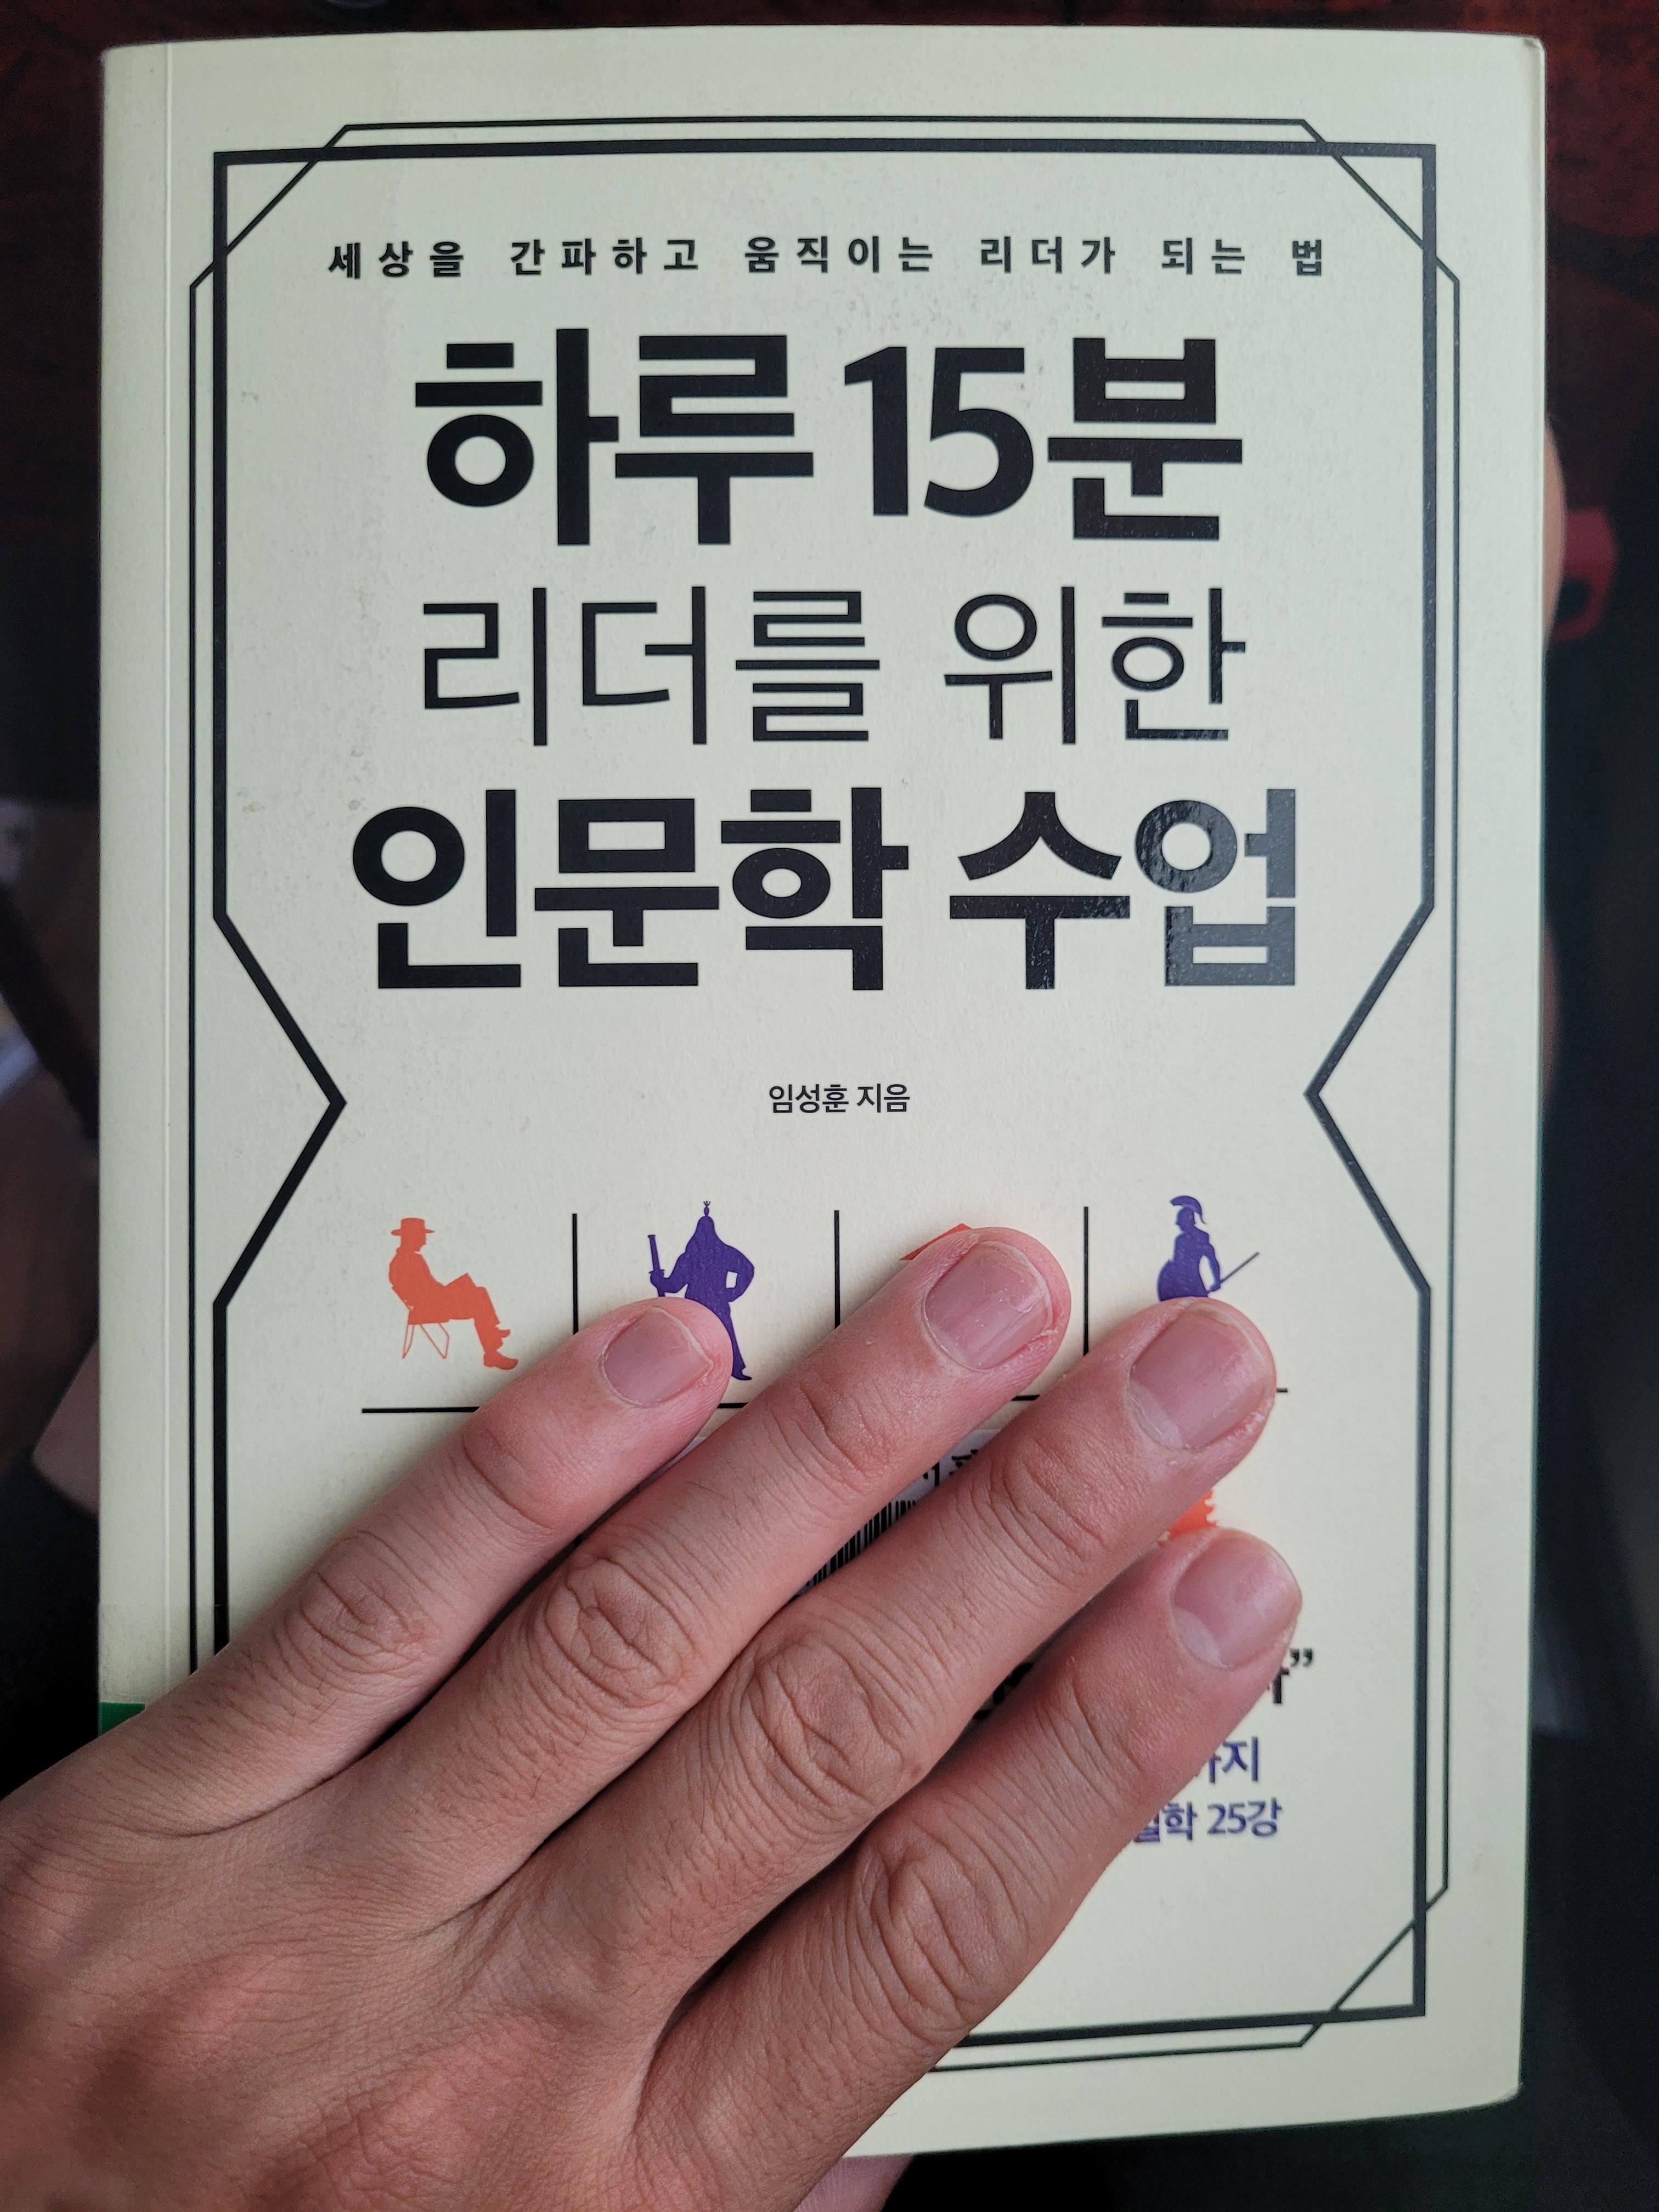 세상을 간파하고 움직이는 리더가 되는 법
하루 15분
리더를 위한
인문학 수업
임성훈 지음
25강